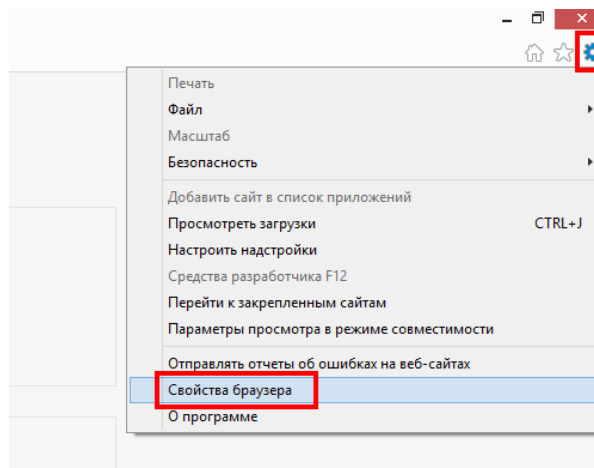 Печать
Файл
Масштаб
Безопасность
Добавить сайт в список приложений
Просмотреть загрузки CTRL+J
Настроить надстройки
Средства разработчика F12
Перейти к закрепленным сайтам
Параметры просмотра в режиме совместимости
Отправлять отчеты об ошибках на веб-сайтах
Свойства браузера
О программе